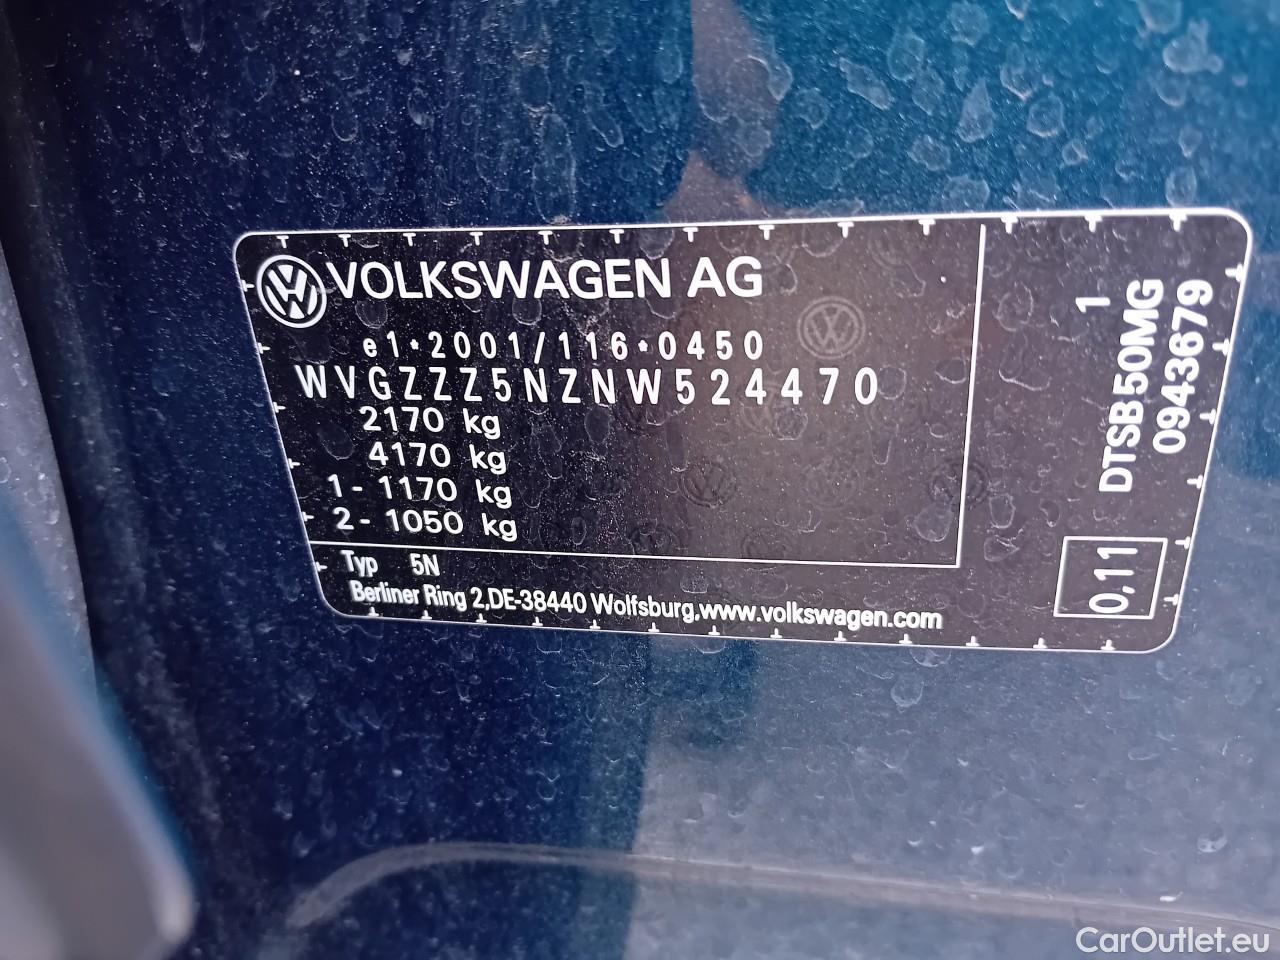 VOLKSWAGEN AG
e1*2001/116*0450
WVGZZZ5NZNW524470
2170 kg
4170 kg
1- 1170 kg
2- 1050 kg
Typ 5N
Berliner Ring 2,DE-38440 Wolfsburg,www.volkswagen.com
1
DTSB50MG
09436679
0,11
CarOutlet.eu